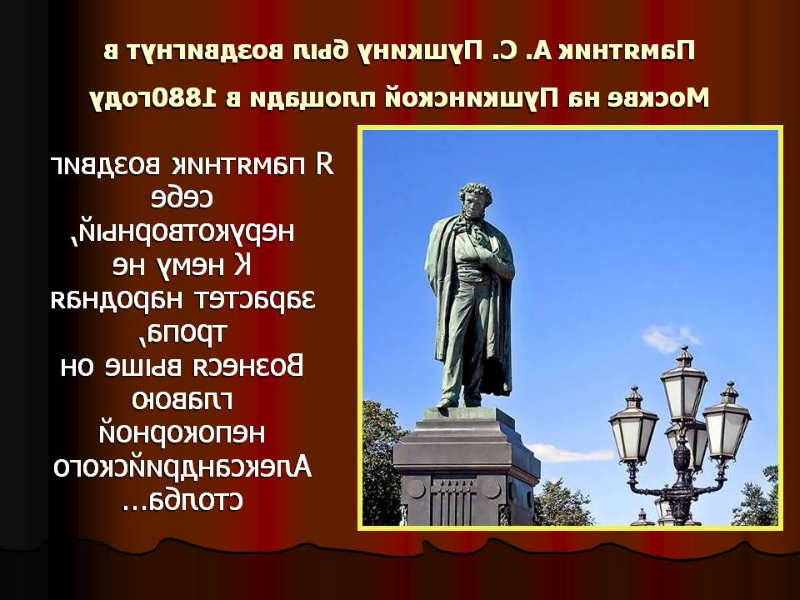 Памятник А. С. Пушкину был воздвигнут в
Москве на Пушкинской площади в 1880году
Я памятник воздвиг
себе
нерукотворный,
К нему не
зарастет народная
тропа,
Вознесся выше он
главою
непокорной
Александрийского
столба...